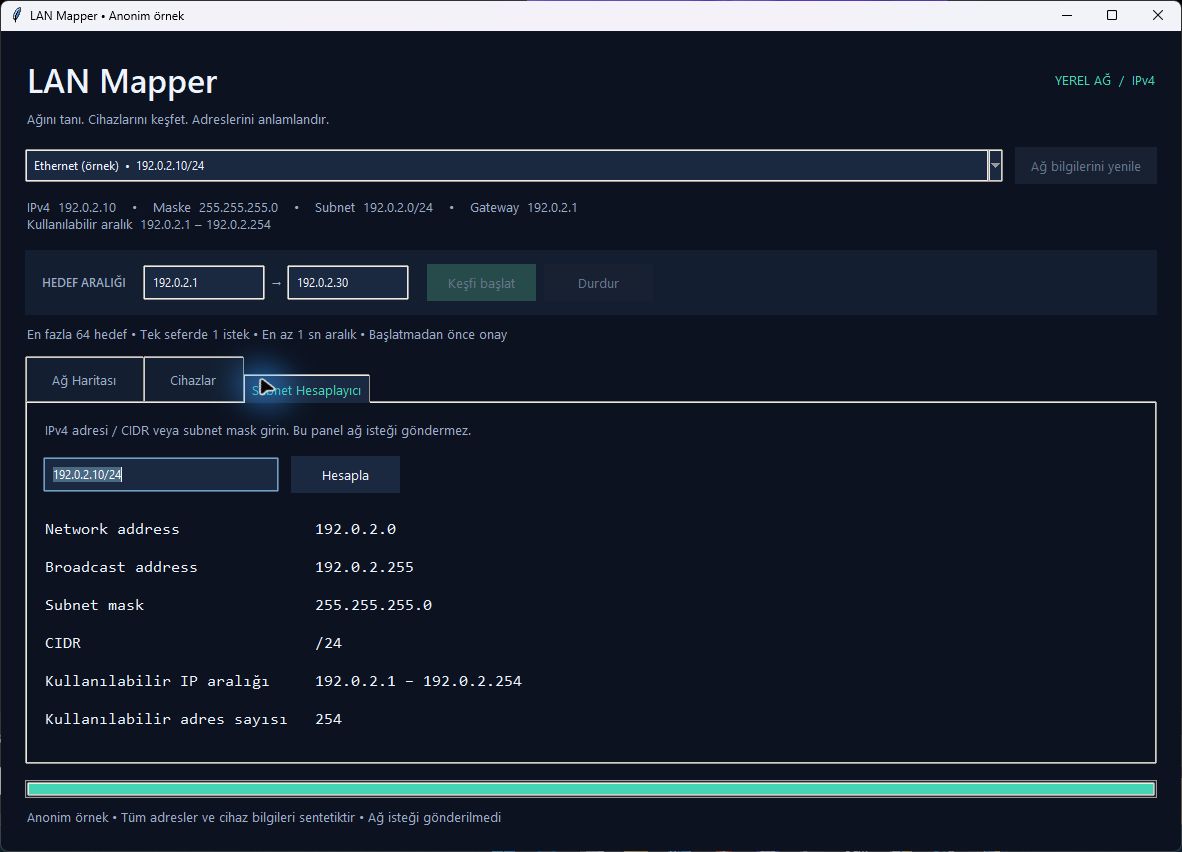 LAN Mapper • Anonim örnek
LAN Mapper
YEREL AĞ / IPv4
Ağını tanı. Cihazlarını keşfet. Adreslerini anlamlandır.
Ethernet (örnek) • 192.0.2.10/24
Ağ bilgilerini yenile
IPv4 192.0.2.10 • Maske 255.255.255.0 • Subnet 192.0.2.0/24 • Gateway 192.0.2.1
Kullanılabilir aralık 192.0.2.1 – 192.0.2.254
HEDEF ARALIĞI 192.0.2.1 → 192.0.2.30 Keşfi başlat Durdur
En fazla 64 hedef • Tek seferde 1 istek • En az 1 sn aralık • Başlatmadan önce onay
Ağ Haritası Cihazlar Subnet Hesaplayıcı
IPv4 adresi / CIDR veya subnet mask girin. Bu panel ağ isteği göndermez.
192.0.2.10/24 Hesapla
Network address 192.0.2.0
Broadcast address 192.0.2.255
Subnet mask 255.255.255.0
CIDR /24
Kullanılabilir IP aralığı 192.0.2.1 – 192.0.2.254
Kullanılabilir adres sayısı 254
Anonim örnek • Tüm adresler ve cihaz bilgileri sentetiktir • Ağ isteği gönderilmedi